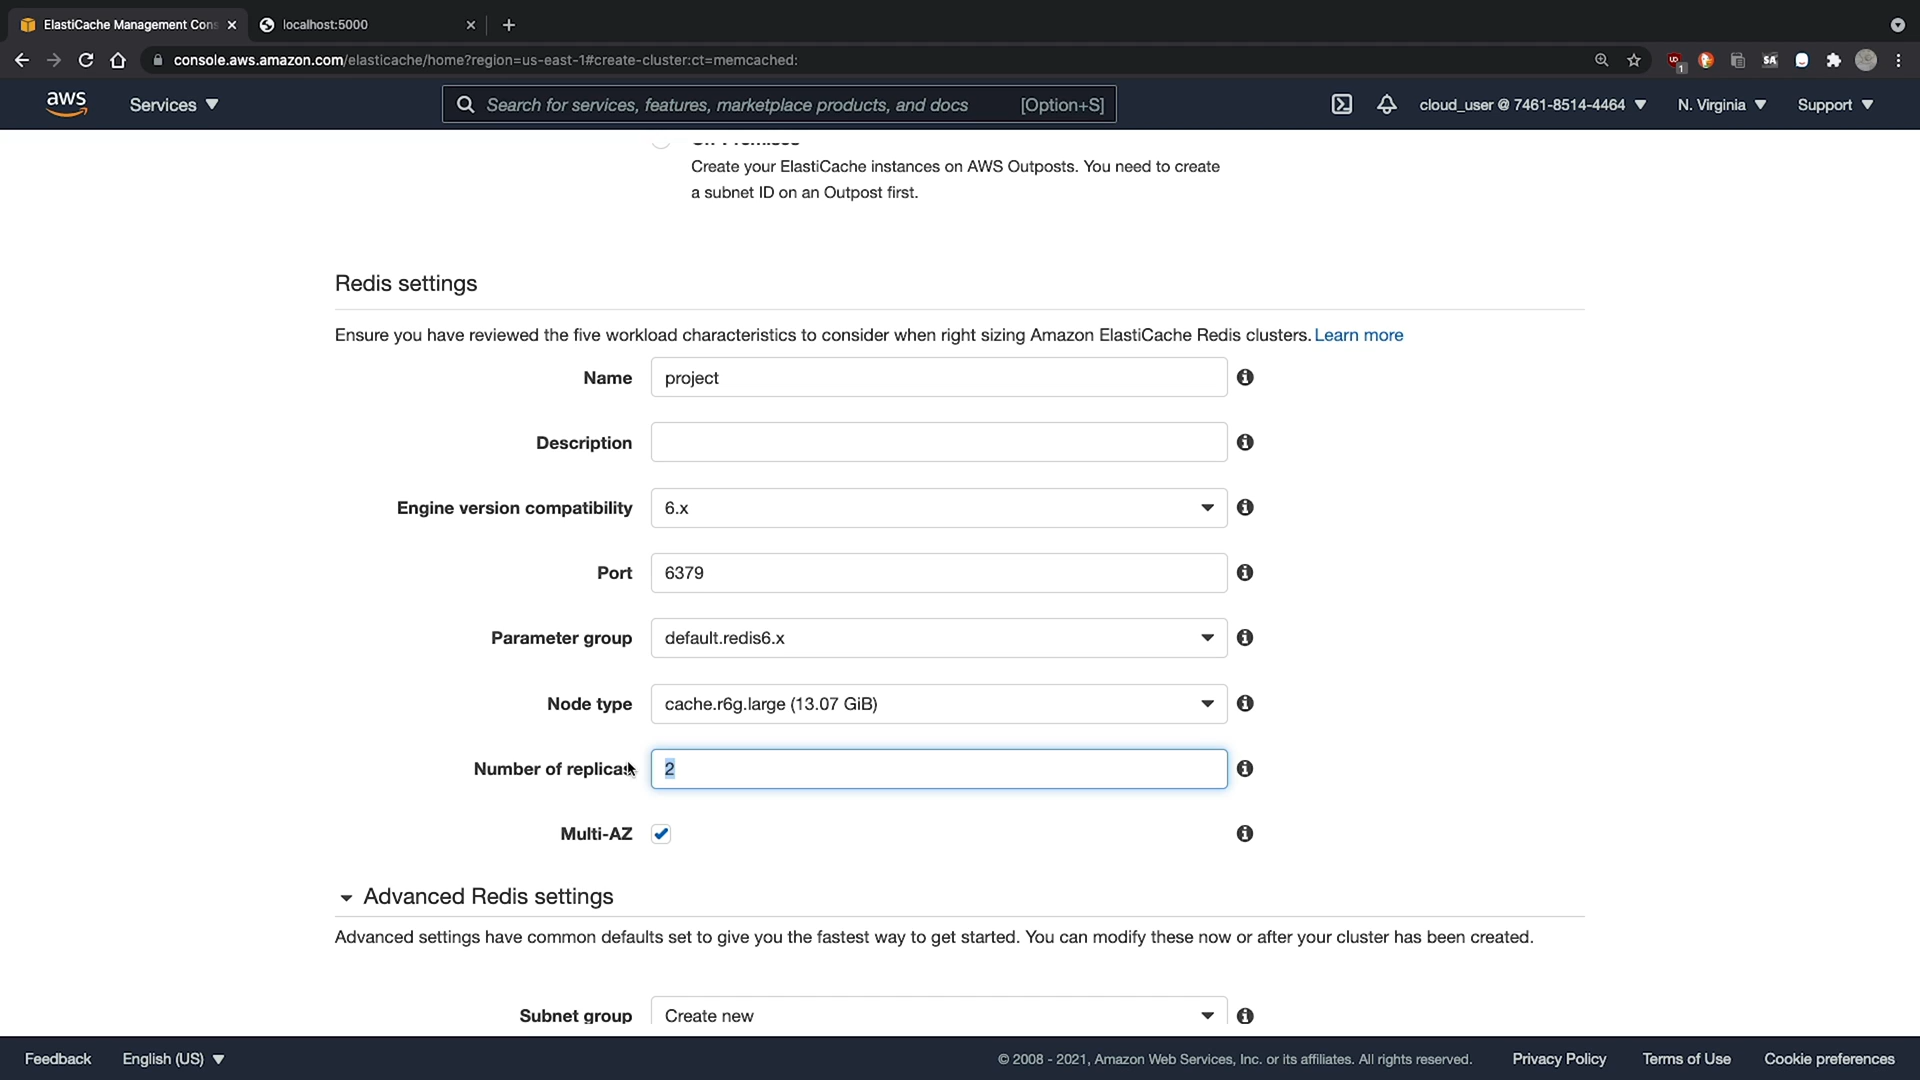 ElastiCache Management Cons
localhost:5000
console.aws.amazon.com/elasticache/home?region=us-east-1#create-cluster:ct=memcached:
1
SA
aws
Services
Search for services, features, marketplace products, and docs [Option+S]
cloud_user @ 7461-8514-4464
N. Virginia
Support
Create your ElastiCache instances on AWS Outposts. You need to create
a subnet ID on an Outpost first.
Redis settings
Ensure you have reviewed the five workload characteristics to consider when right sizing Amazon ElastiCache Redis clusters. Learn more
Name project
Description
Engine version compatibility 6.x
Port 6379
Parameter group default.redis6.x
Node type cache.r6g.large (13.07 GiB)
Number of replicas 2
Multi-AZ
Advanced Redis settings
Advanced settings have common defaults set to give you the fastest way to get started. You can modify these now or after your cluster has been created.
Subnet group Create new
Feedback English (US) © 2008 - 2021, Amazon Web Services, Inc. or its affiliates. All rights reserved. Privacy Policy Terms of Use Cookie preferences